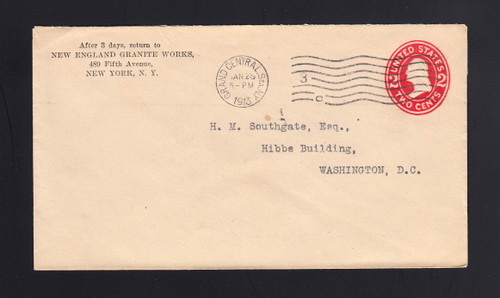 After 3 days, return to
NEW ENGLAND GRANITE WORKS,
489 Fifth Avenue,
NEW YORK, N. Y.
GRAND CENTRAL STA. N.Y.
JAN 28
5-PM
1913
3
UNITED STATES
2 2
TWO CENTS
H. M. Southgate, Esq.,
Hibbs Building,
WASHINGTON, D.C.